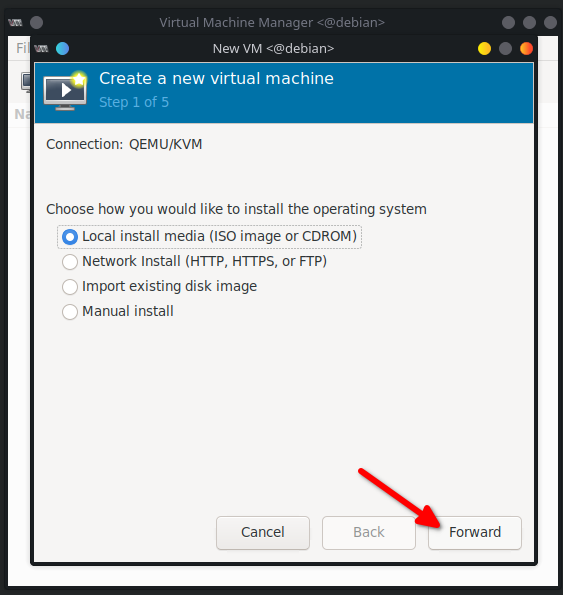 Virtual Machine Manager <@debian>
New VM <@debian>
Create a new virtual machine
Step 1 of 5
Connection: QEMU/KVM
Choose how you would like to install the operating system
Local install media (ISO image or CDROM)
Network Install (HTTP, HTTPS, or FTP)
Import existing disk image
Manual install
Cancel
Back
Forward